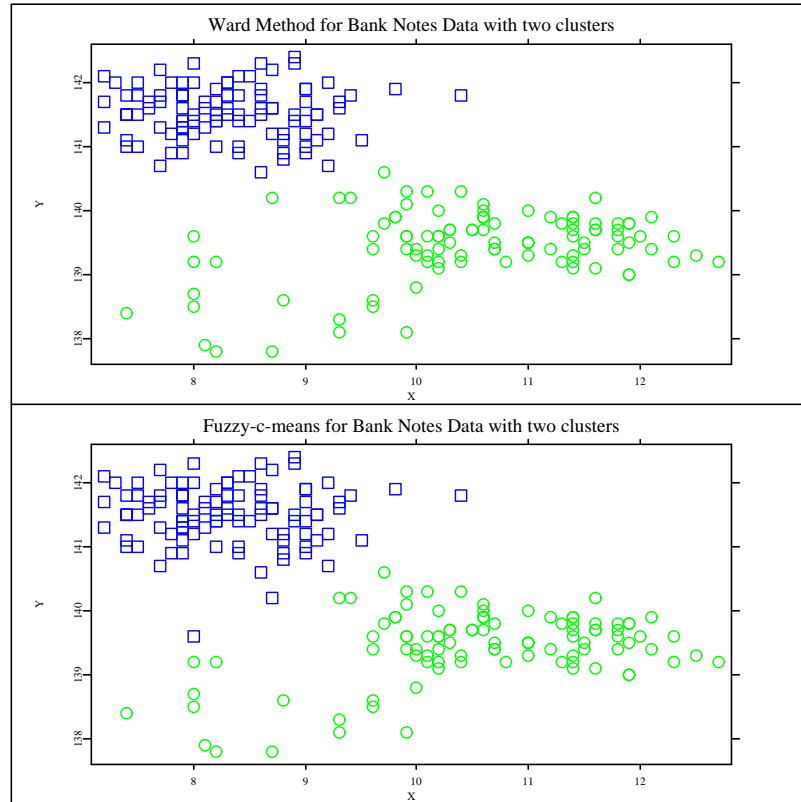 Ward Method for Bank Notes Data with two clusters
142
141
140
139
138
Y
8 9 10 11 12
X
Fuzzy-c-means for Bank Notes Data with two clusters
142
141
140
139
138
Y
8 9 10 11 12
X